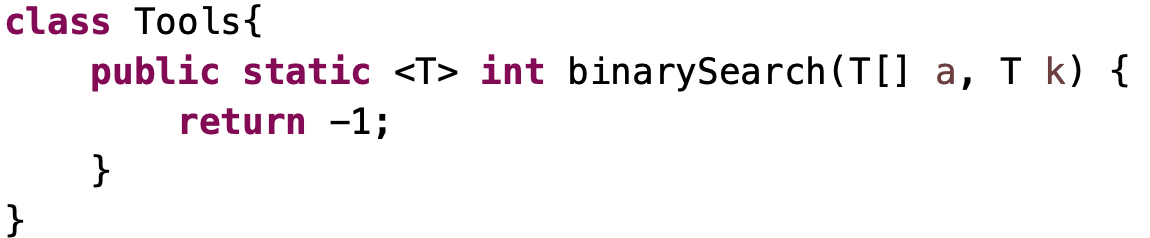 class Tools{
    public static <T> int binarySearch(T[] a, T k) {
        return -1;
    }
}